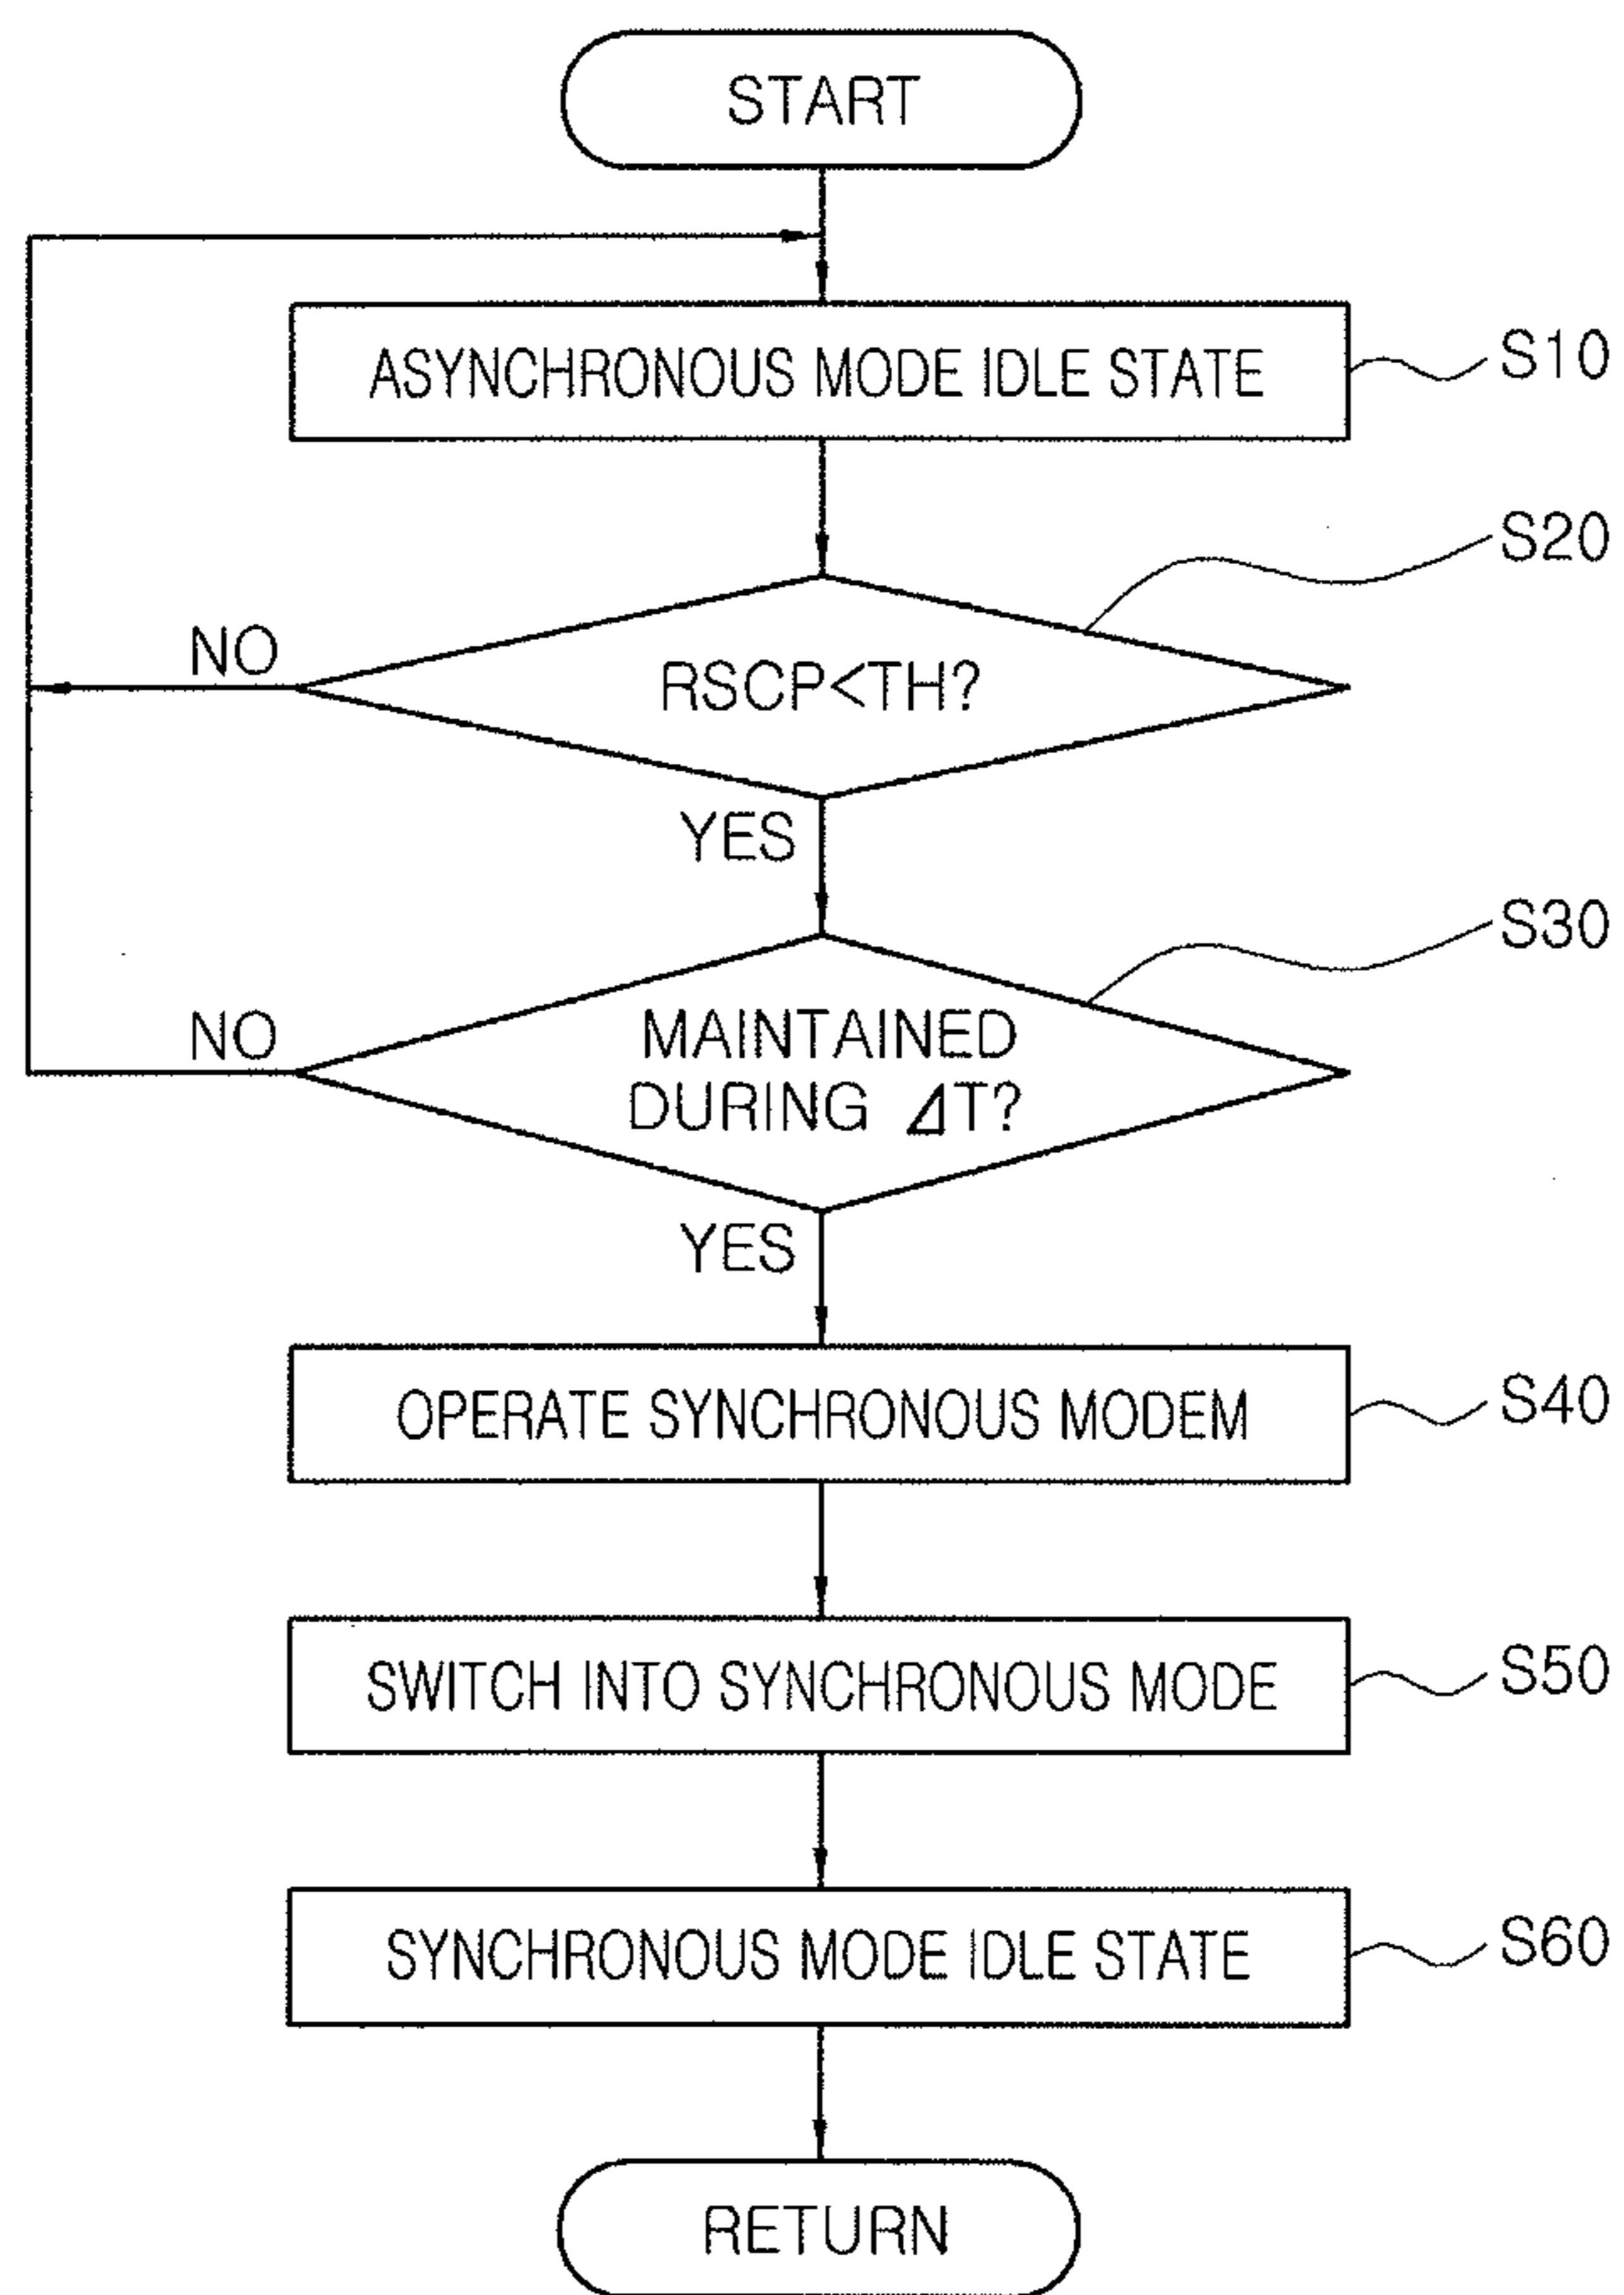 START
ASYNCHRONOUS MODE IDLE STATE
S10
S20
NO
RSCP<TH?
YES
S30
NO
MAINTAINED
DURING ⊿T?
YES
OPERATE SYNCHRONOUS MODEM
S40
SWITCH INTO SYNCHRONOUS MODE
S50
SYNCHRONOUS MODE IDLE STATE
S60
RETURN